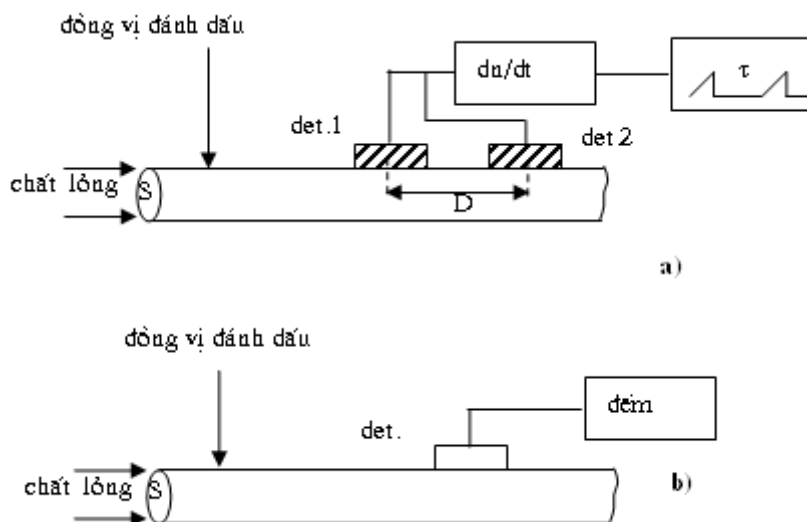 đồng vị đánh dấu
dn/dt
τ
det.1
det 2
chất lỏng
S
D
a)
đồng vị đánh dấu
đếm
det.
chất lỏng
S
b)